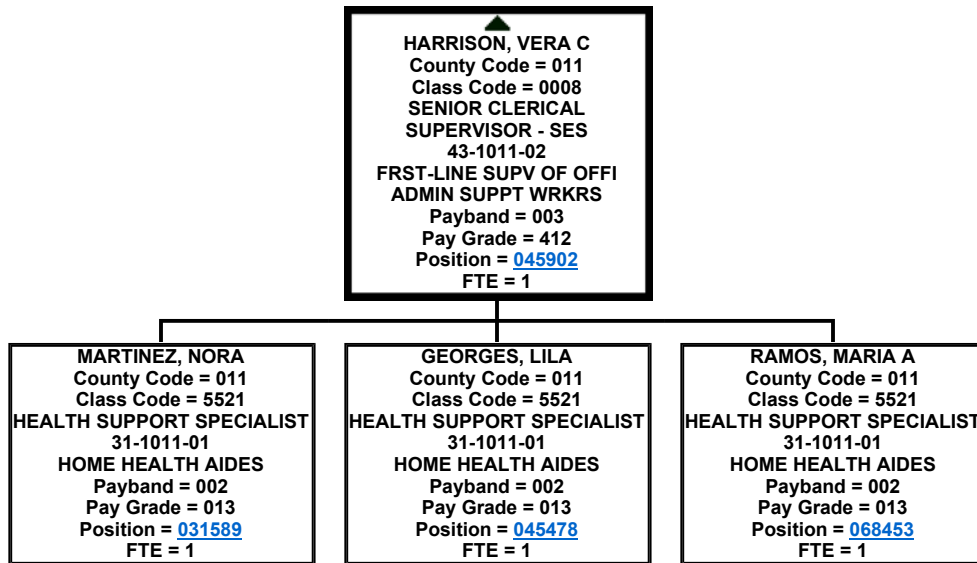 HARRISON, VERA C
County Code = 011
Class Code = 0008
SENIOR CLERICAL
SUPERVISOR - SES
43-1011-02
FRST-LINE SUPV OF OFFI
ADMIN SUPPT WRKRS
Payband = 003
Pay Grade = 412
Position = 045902
FTE = 1
MARTINEZ, NORA
County Code = 011
Class Code = 5521
HEALTH SUPPORT SPECIALIST
31-1011-01
HOME HEALTH AIDES
Payband = 002
Pay Grade = 013
Position = 031589
FTE = 1
GEORGES, LILA
County Code = 011
Class Code = 5521
HEALTH SUPPORT SPECIALIST
31-1011-01
HOME HEALTH AIDES
Payband = 002
Pay Grade = 013
Position = 045478
FTE = 1
RAMOS, MARIA A
County Code = 011
Class Code = 5521
HEALTH SUPPORT SPECIALIST
31-1011-01
HOME HEALTH AIDES
Payband = 002
Pay Grade = 013
Position = 068453
FTE = 1